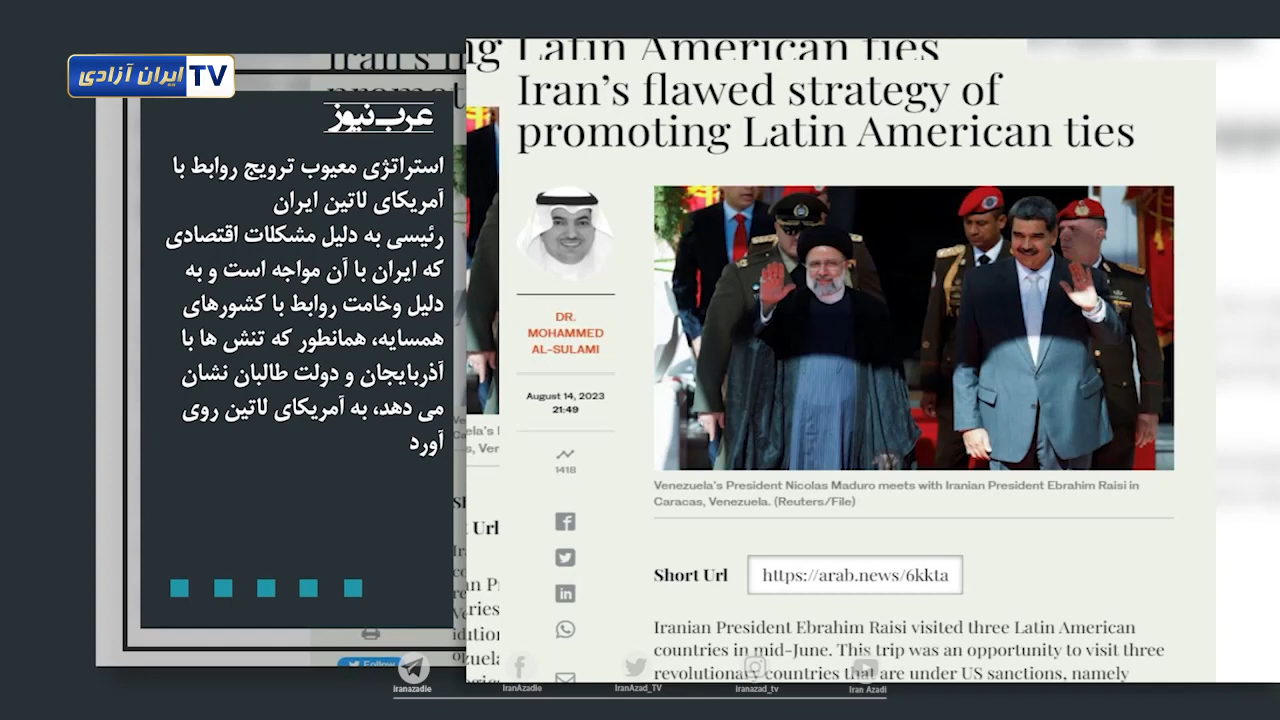 ایران آزادی TV
عرب‌نیوز
استراتژی معیوب ترویج روابط با
آمریکای لاتین ایران
رئیسی به دلیل مشکلات اقتصادی
که ایران با آن مواجه است و به
دلیل وخامت روابط با کشورهای
همسایه، همانطور که تنش ها با
آذربایجان و دولت طالبان نشان
می دهد، به آمریکای لاتین روی
آورد
Latin American ties
Iran's flawed strategy of
promoting Latin American ties
DR.
MOHAMMED
AL-SULAMI
August 14, 2023
21:49
1418
Venezuela's President Nicolas Maduro meets with Iranian President Ebrahim Raisi in
Caracas, Venezuela. (Reuters/File)
Short Url
https://arab.news/6kkta
Iranian President Ebrahim Raisi visited three Latin American
countries in mid-June. This trip was an opportunity to visit three
revolutionary countries that are under US sanctions, namely
Follow
iranazadie
IranAzadie
IranAzad_TV
iranazad_tv
Iran Azadi